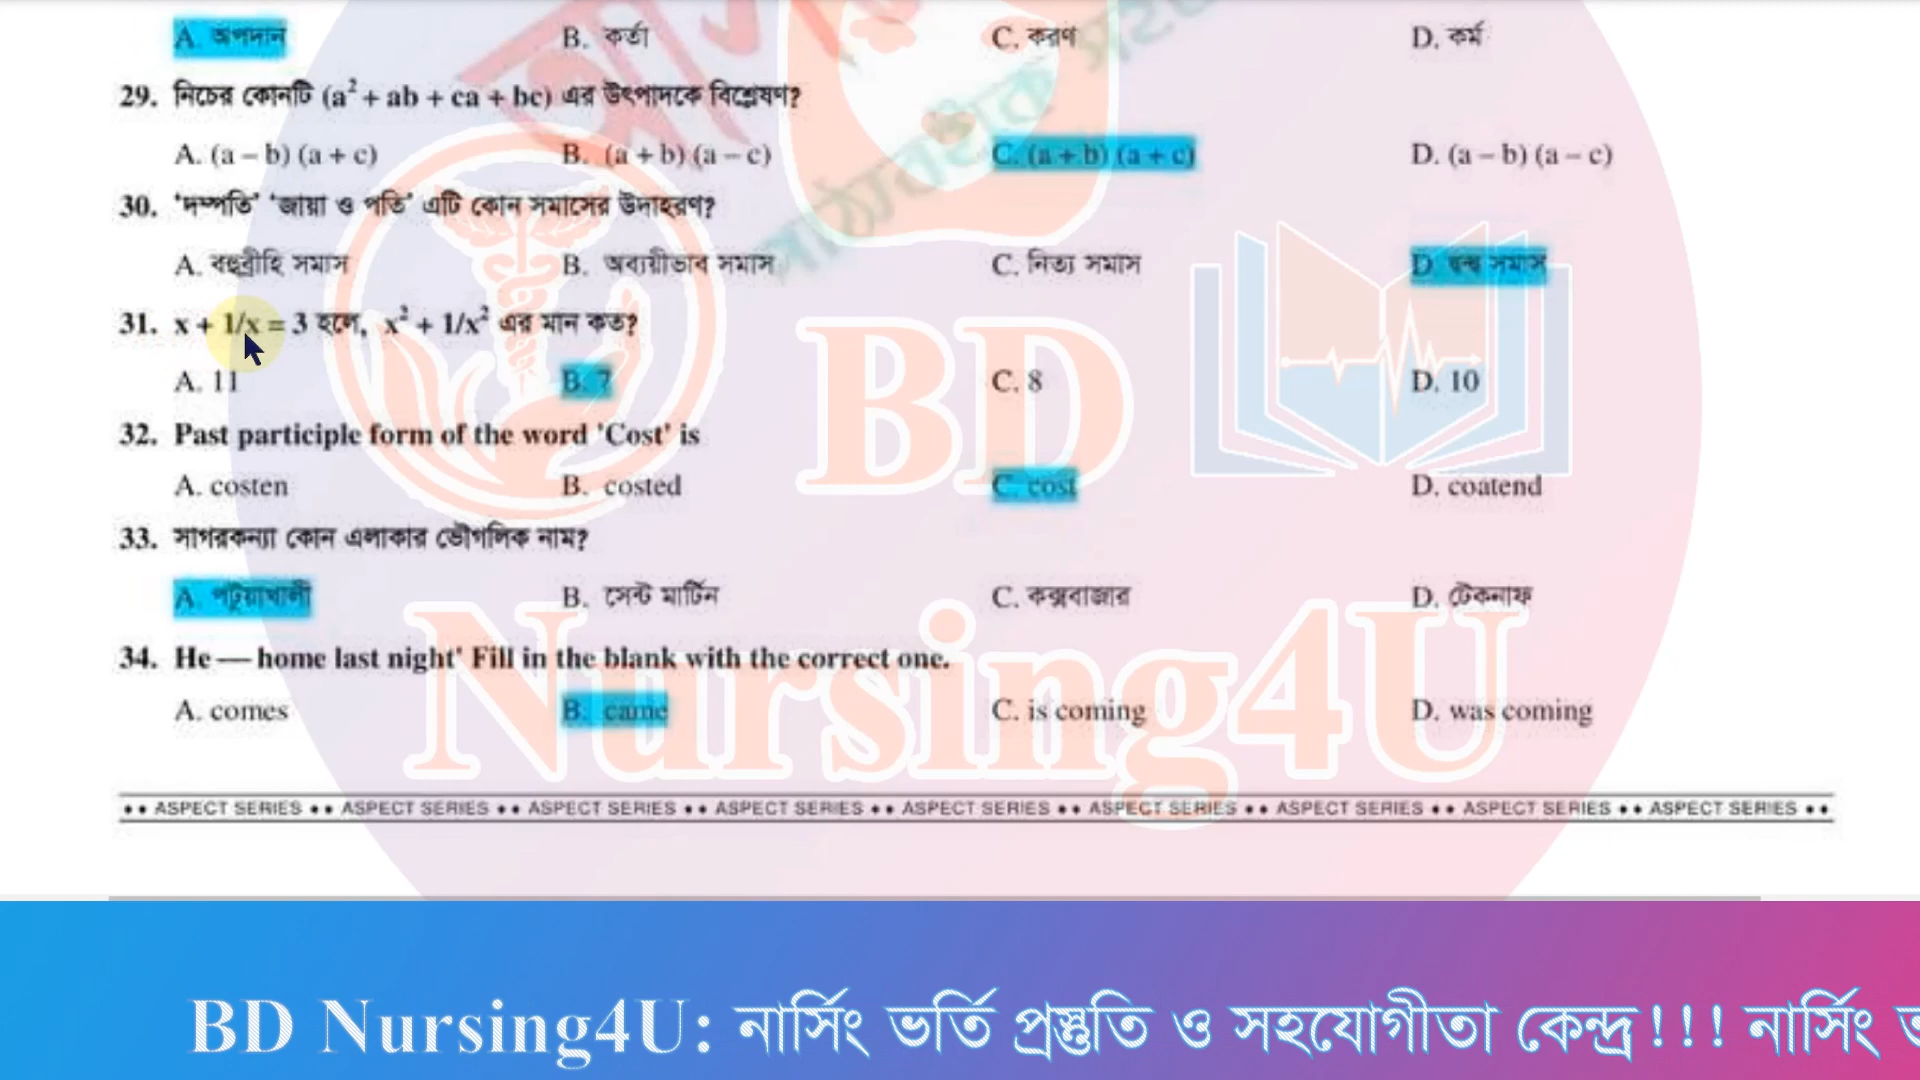 A. অপদান B. কর্তা C. করণ D. কর্ম
29. নিচের কোনটি (a² + ab + ca + bc) এর উৎপাদকে বিশ্লেষণ?
A. (a – b) (a + c) B. (a + b) (a – c) C. (a + b) (a + c) D. (a – b) (a – c)
30. 'দম্পতি' 'জায়া ও পতি' এটি কোন সমাসের উদাহরণ?
A. বহুব্রীহি সমাস B. অব্যয়ীভাব সমাস C. নিত্য সমাস D. দ্বন্দ্ব সমাস
31. x + 1/x = 3 হলে, x² + 1/x² এর মান কত?
A. 11 B. 7 C. 8 D. 10
32. Past participle form of the word 'Cost' is
A. costen B. costed C. cost D. coatend
33. সাগরকন্যা কোন এলাকার ভৌগলিক নাম?
A. পটুয়াখালী B. সেন্ট মার্টিন C. কক্সবাজার D. টেকনাফ
34. He — home last night' Fill in the blank with the correct one.
A. comes B. came C. is coming D. was coming
BD
Nursing4U
•• ASPECT SERIES •• ASPECT SERIES •• ASPECT SERIES •• ASPECT SERIES •• ASPECT SERIES •• ASPECT SERIES •• ASPECT SERIES •• ASPECT SERIES •• ASPECT SERIES ••
BD Nursing4U: নার্সিং ভর্তি প্রস্তুতি ও সহযোগীতা কেন্দ্র!!! নার্সিং